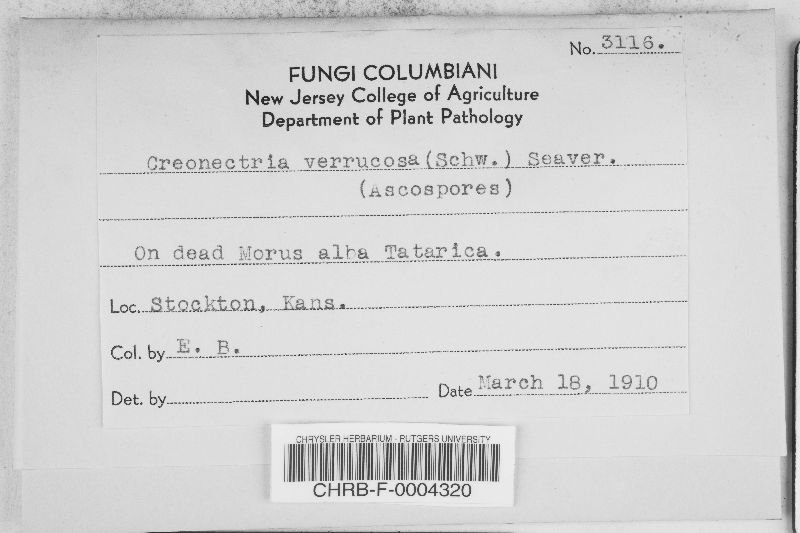 No. 3116.
FUNGI COLUMBIANI
New Jersey College of Agriculture
Department of Plant Pathology
Creonectria verrucosa (Schw.) Seaver.
(Ascospores)
On dead Morus alba Tatarica.
Loc. Stockton, Kans.
Col. by E. B.
Det. by
Date March 18, 1910
CHRYSLER HERBARIUM - RUTGERS UNIVERSITY
CHRB-F-0004320